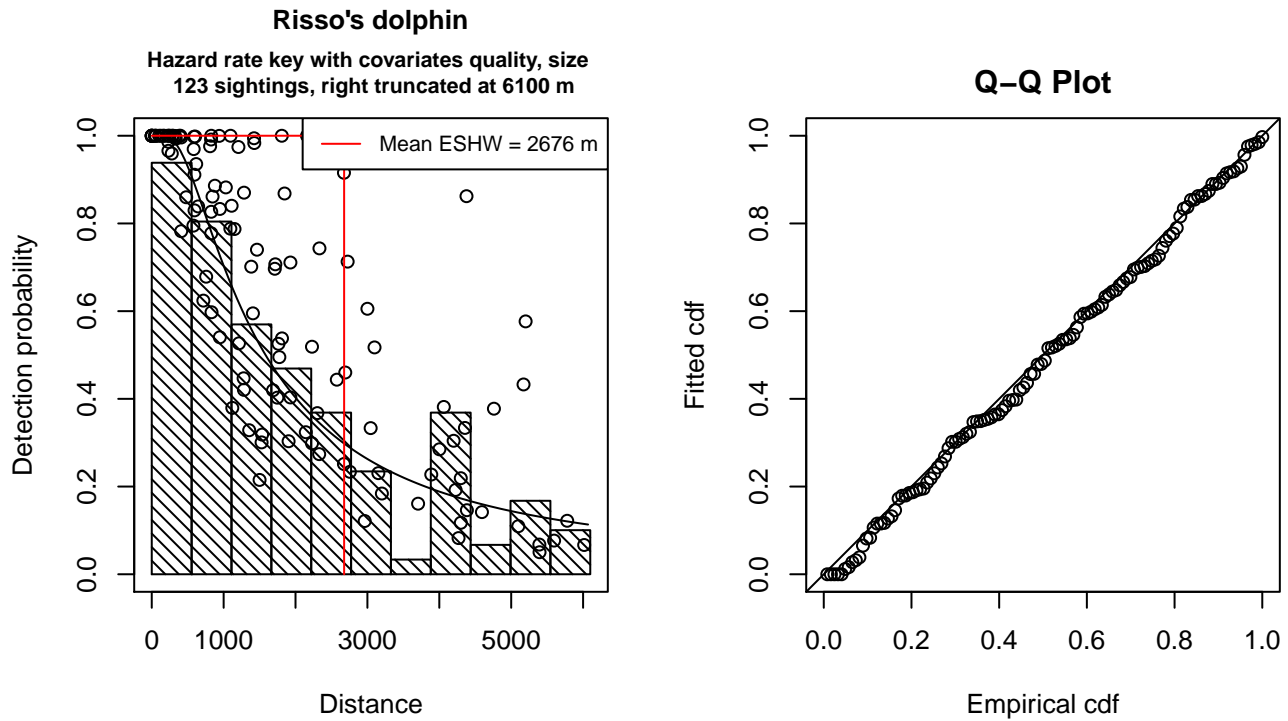 Risso's dolphin
Hazard rate key with covariates quality, size
123 sightings, right truncated at 6100 m
Mean ESHW = 2676 m
Detection probability
0.0
0.2
0.4
0.6
0.8
1.0
0 1000 3000 5000
Distance
Q−Q Plot
Fitted cdf
0.0
0.2
0.4
0.6
0.8
1.0
0.0 0.2 0.4 0.6 0.8 1.0
Empirical cdf